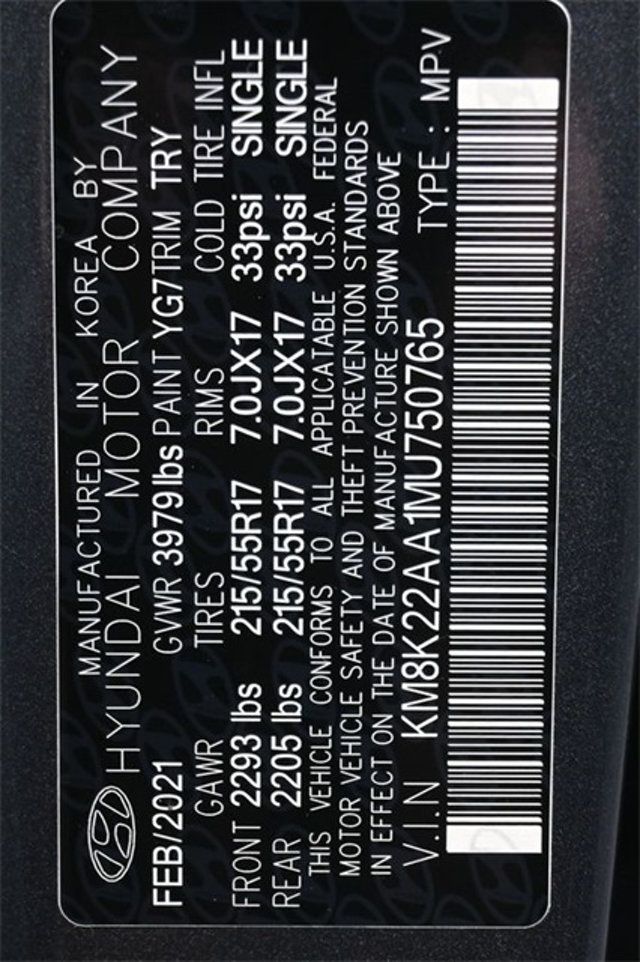 MANUFACTURED IN KOREA BY
HYUNDAI MOTOR COMPANY
FEB/2021 GVWR 3979 lbs PAINT YG7 TRIM TRY
GAWR TIRES RIMS COLD TIRE INFL
FRONT 2293 lbs 215/55R17 7.0JX17 33psi SINGLE
REAR 2205 lbs 215/55R17 7.0JX17 33psi SINGLE
THIS VEHICLE CONFORMS TO ALL APPLICATABLE U.S.A. FEDERAL
MOTOR VEHICLE SAFETY AND THEFT PREVENTION STANDARDS
IN EFFECT ON THE DATE OF MANUFACTURE SHOWN ABOVE
V.I.N KM8K22AA1MU750765 TYPE : MPV